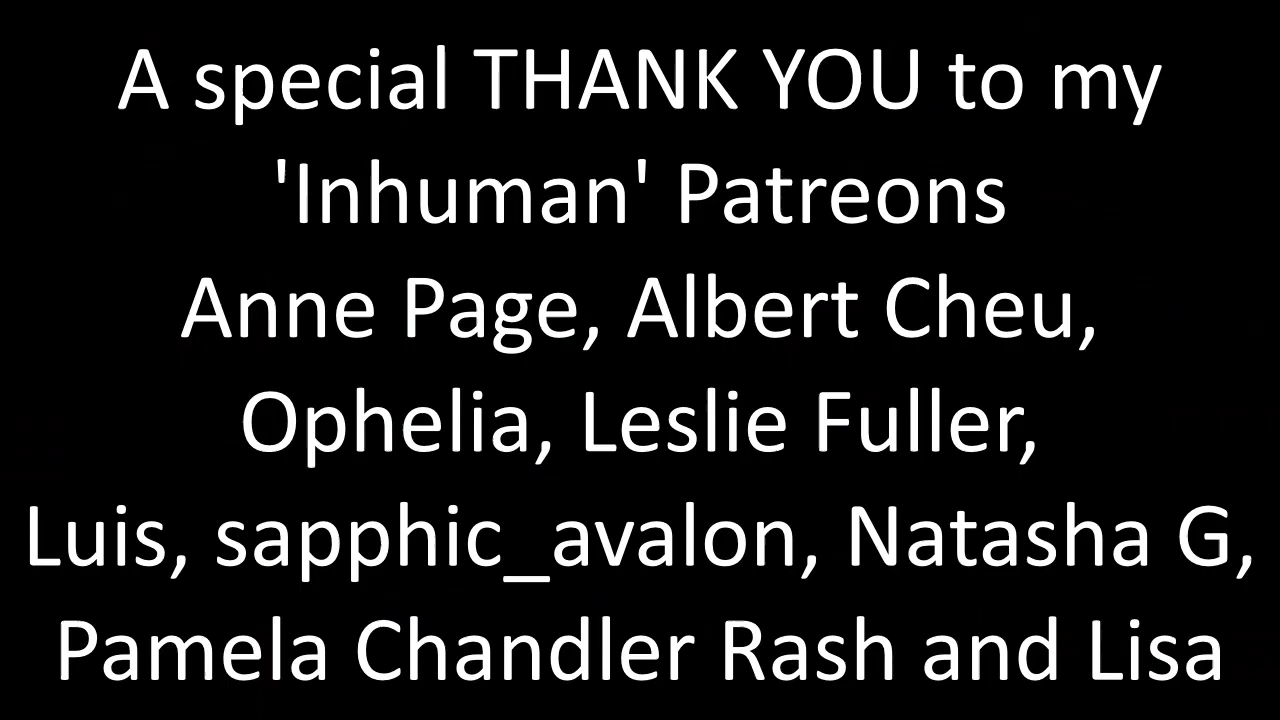 A special THANK YOU to my
'Inhuman' Patreons
Anne Page, Albert Cheu,
Ophelia, Leslie Fuller,
Luis, sapphic_avalon, Natasha G,
Pamela Chandler Rash and Lisa